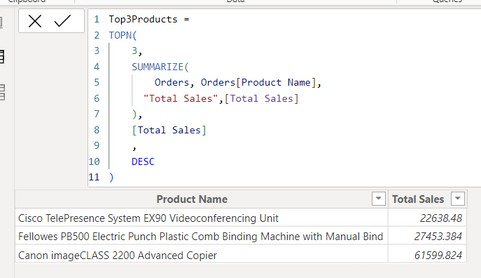 1 Top3Products =
2 TOPN(
3 3,
4 SUMMARIZE(
5 Orders, Orders[Product Name],
6 "Total Sales",[Total Sales]
7 ),
8 [Total Sales]
9 ,
10 DESC
11 )
Product Name Total Sales
Cisco TelePresence System EX90 Videoconferencing Unit 22638.48
Fellowes PB500 Electric Punch Plastic Comb Binding Machine with Manual Bind 27453.384
Canon imageCLASS 2200 Advanced Copier 61599.824